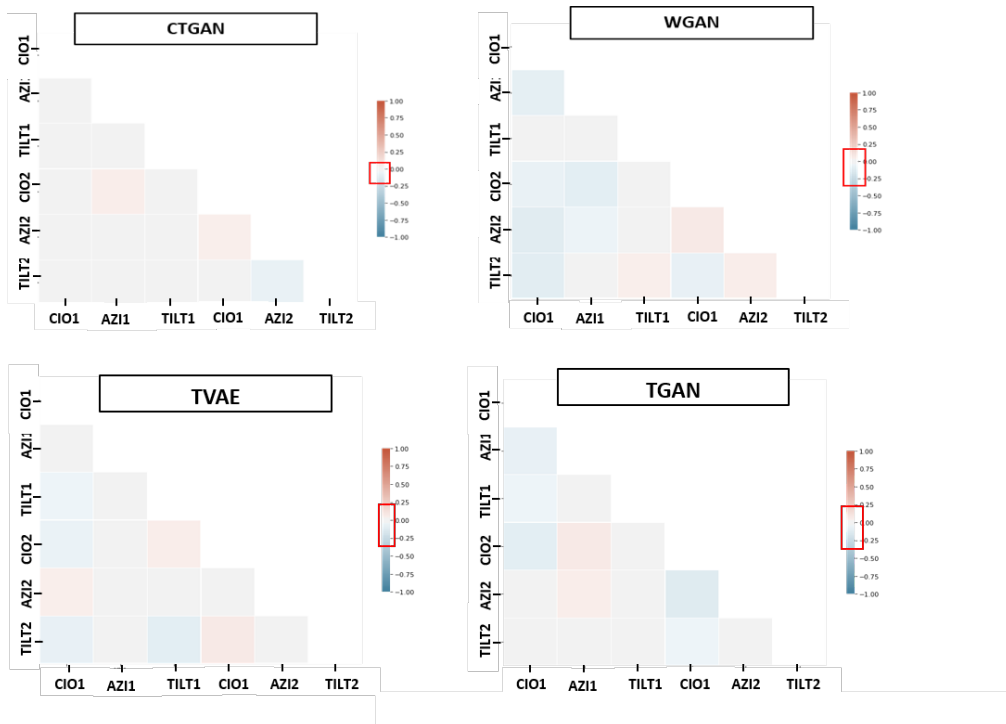 CTGAN
CIO1
AZI1
TILT1
CIO2
AZI2
TILT2
CIO1 AZI1 TILT1 CIO1 AZI2 TILT2
1.00
0.75
0.50
0.25
0.00
−0.25
−0.50
−0.75
−1.00
WGAN
CIO1
AZI1
TILT1
CIO2
AZI2
TILT2
CIO1 AZI1 TILT1 CIO1 AZI2 TILT2
1.00
0.75
0.50
0.25
0.00
−0.25
−0.50
−0.75
−1.00
TVAE
CIO1
AZI1
TILT1
CIO2
AZI2
TILT2
CIO1 AZI1 TILT1 CIO1 AZI2 TILT2
1.00
0.75
0.50
0.25
0.00
−0.25
−0.50
−0.75
−1.00
TGAN
CIO1
AZI1
TILT1
CIO2
AZI2
TILT2
CIO1 AZI1 TILT1 CIO1 AZI2 TILT2
1.00
0.75
0.50
0.25
0.00
−0.25
−0.50
−0.75
−1.00